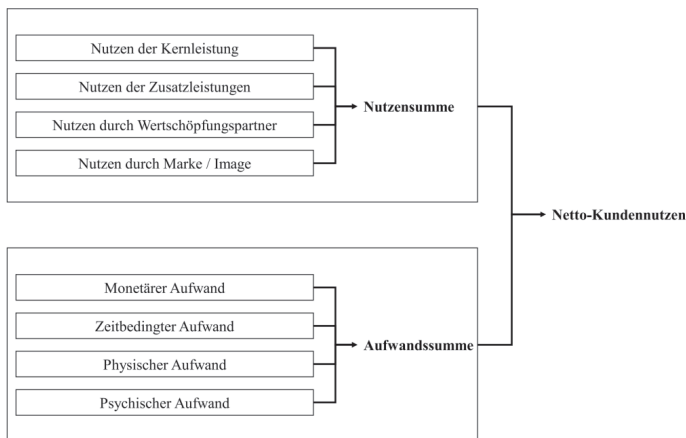 Nutzen der Kernleistung
Nutzen der Zusatzleistungen
Nutzen durch Wertschöpfungspartner
Nutzen durch Marke / Image
Nutzensumme
Netto-Kundennutzen
Monetärer Aufwand
Zeitbedingter Aufwand
Physischer Aufwand
Psychischer Aufwand
Aufwandssumme